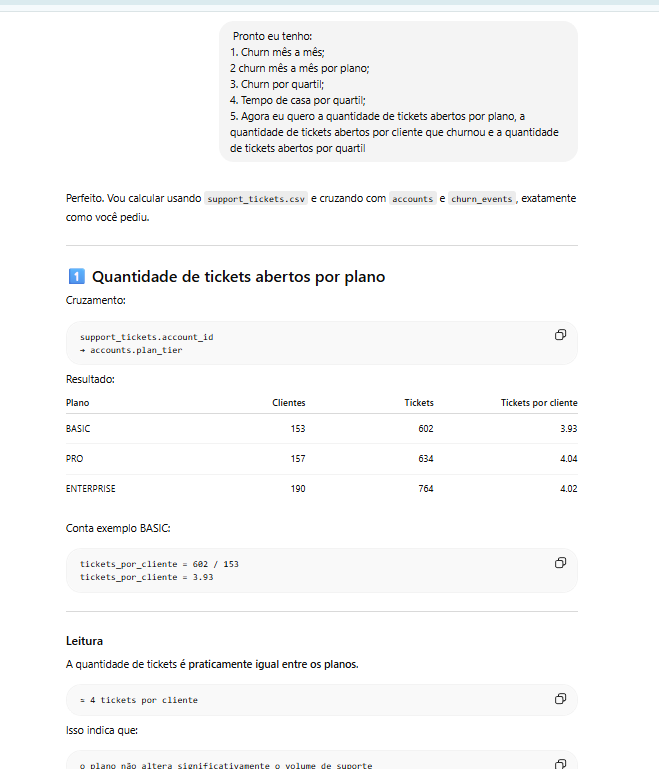 Pronto eu tenho:
1. Churn mês a mês;
2 churn mês a mês por plano;
3. Churn por quartil;
4. Tempo de casa por quartil;
5. Agora eu quero a quantidade de tickets abertos por plano, a
quantidade de tickets abertos por cliente que churnou e a quantidade
de tickets abertos por quartil
Perfeito. Vou calcular usando support_tickets.csv e cruzando com accounts e churn_events, exatamente
como você pediu.
1 Quantidade de tickets abertos por plano
Cruzamento:
support_tickets.account_id
→ accounts.plan_tier
Resultado:
Plano Clientes Tickets Tickets por cliente
BASIC 153 602 3.93
PRO 157 634 4.04
ENTERPRISE 190 764 4.02
Conta exemplo BASIC:
tickets_por_cliente = 602 / 153
tickets_por_cliente = 3.93
Leitura
A quantidade de tickets é praticamente igual entre os planos.
≈ 4 tickets por cliente
Isso indica que:
o plano não altera significativamente o volume de suporte